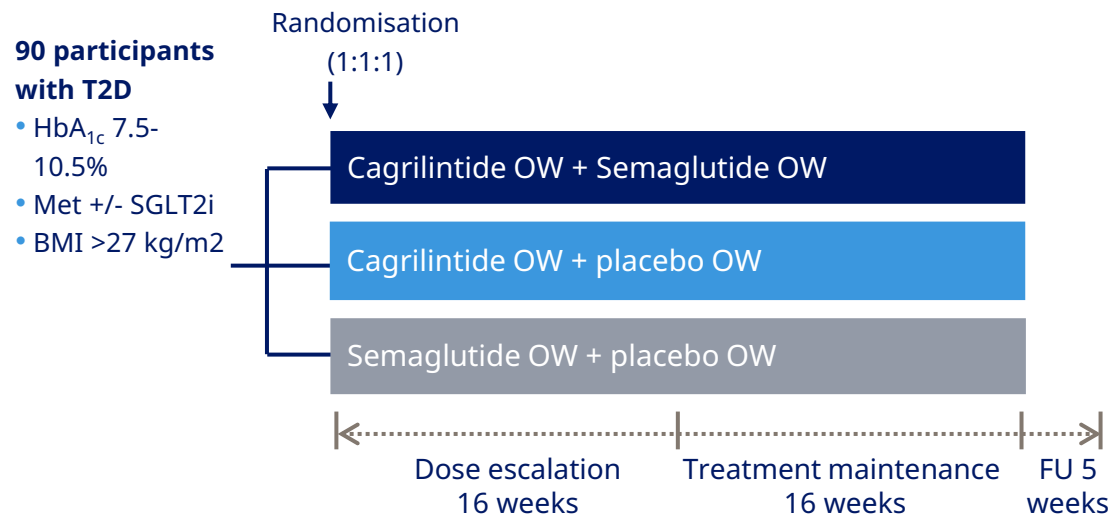 Randomisation
(1:1:1)
90 participants
with T2D
• HbA1c 7.5-
10.5%
• Met +/- SGLT2i
• BMI >27 kg/m2
Cagrilintide OW + Semaglutide OW
Cagrilintide OW + placebo OW
Semaglutide OW + placebo OW
Dose escalation
16 weeks
Treatment maintenance
16 weeks
FU 5
weeks